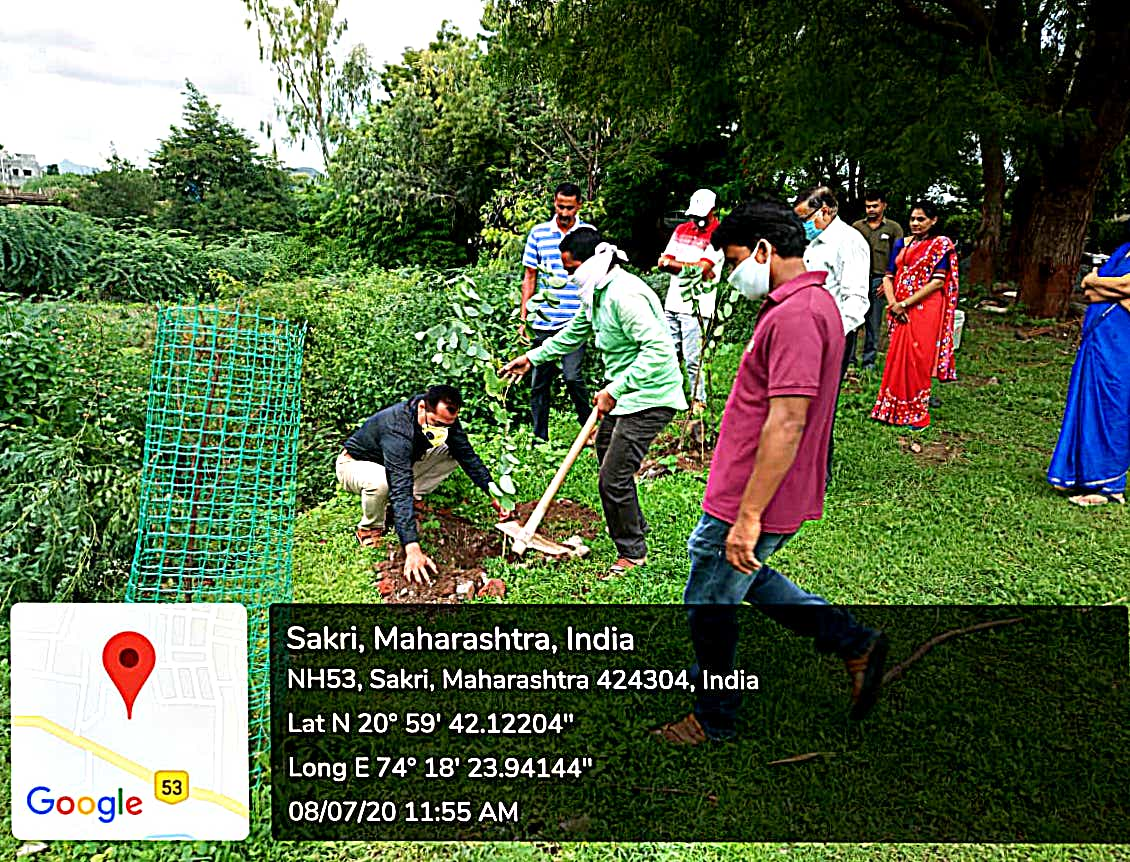 Sakri, Maharashtra, India
NH53, Sakri, Maharashtra 424304, India
Lat N 20° 59' 42.12204"
Long E 74° 18' 23.94144"
08/07/20 11:55 AM
53
Google